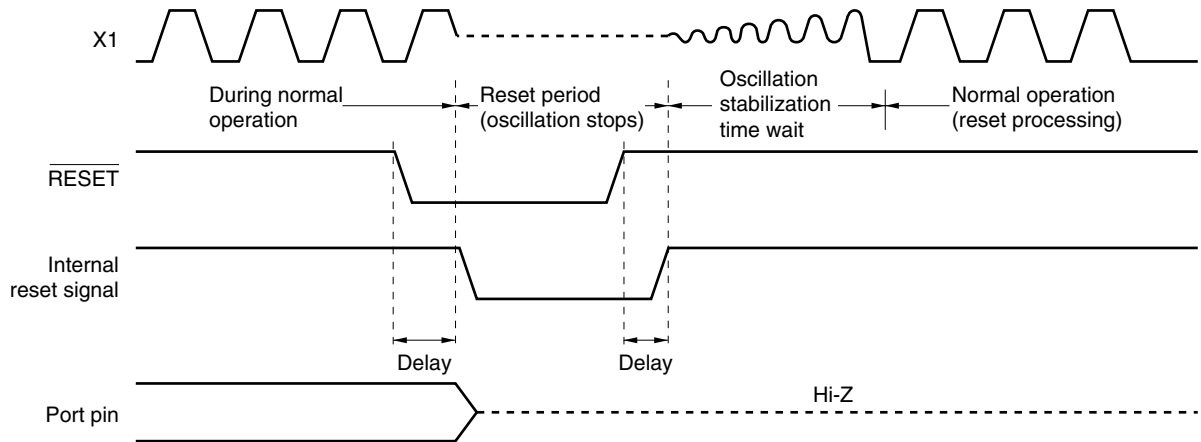 X1
During normal
operation
Reset period
(oscillation stops)
Oscillation
stabilization
time wait
Normal operation
(reset processing)
RESET
Internal
reset signal
Delay
Delay
Port pin
Hi-Z